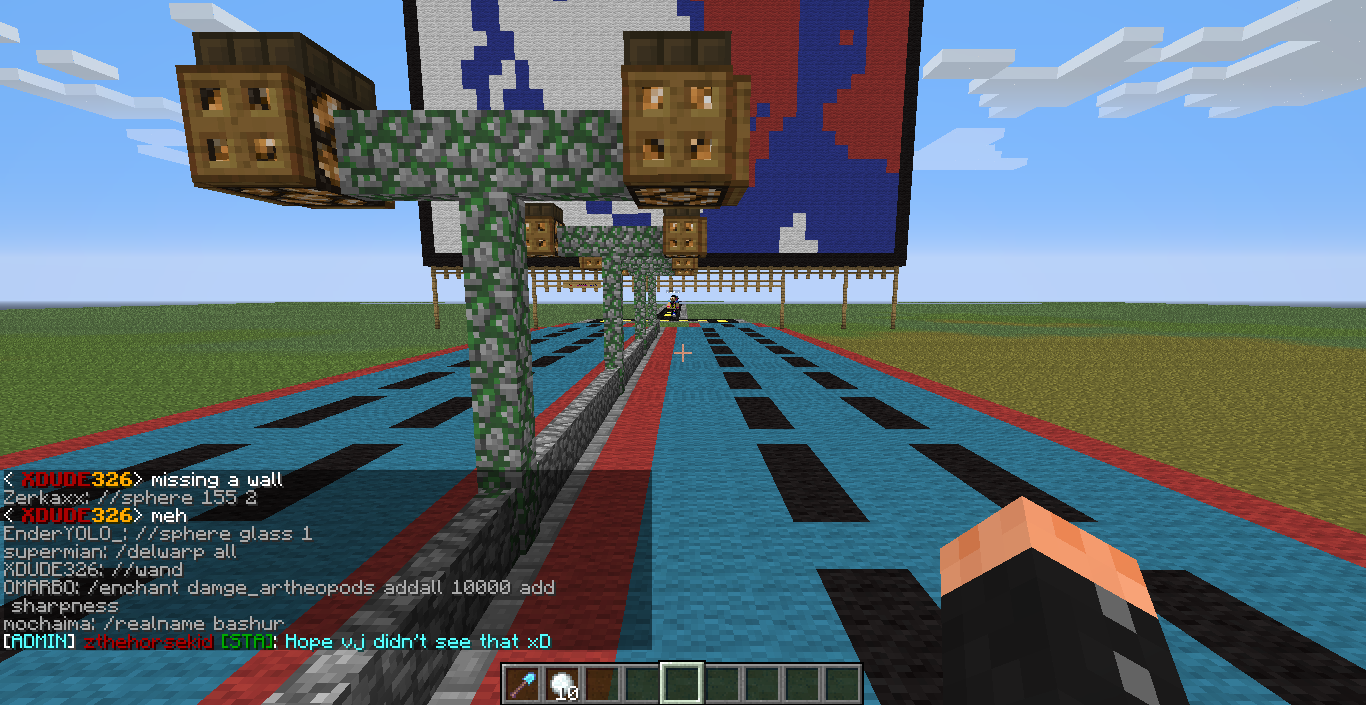 < XDUDE326> missing a wall
Zerkaxx: //sphere 155 2
< XDUDE326> meh
EnderYOLO_: //sphere glass 1
supermian: /delwarp all
XDUDE326: //wand
OMARBO: /enchant damge_artheopods addall 10000 add
sharpness
mochaima: /realname bashur
[ADMIN] zthehorsekid [STA]: Hope v.j didn't see that xD
10